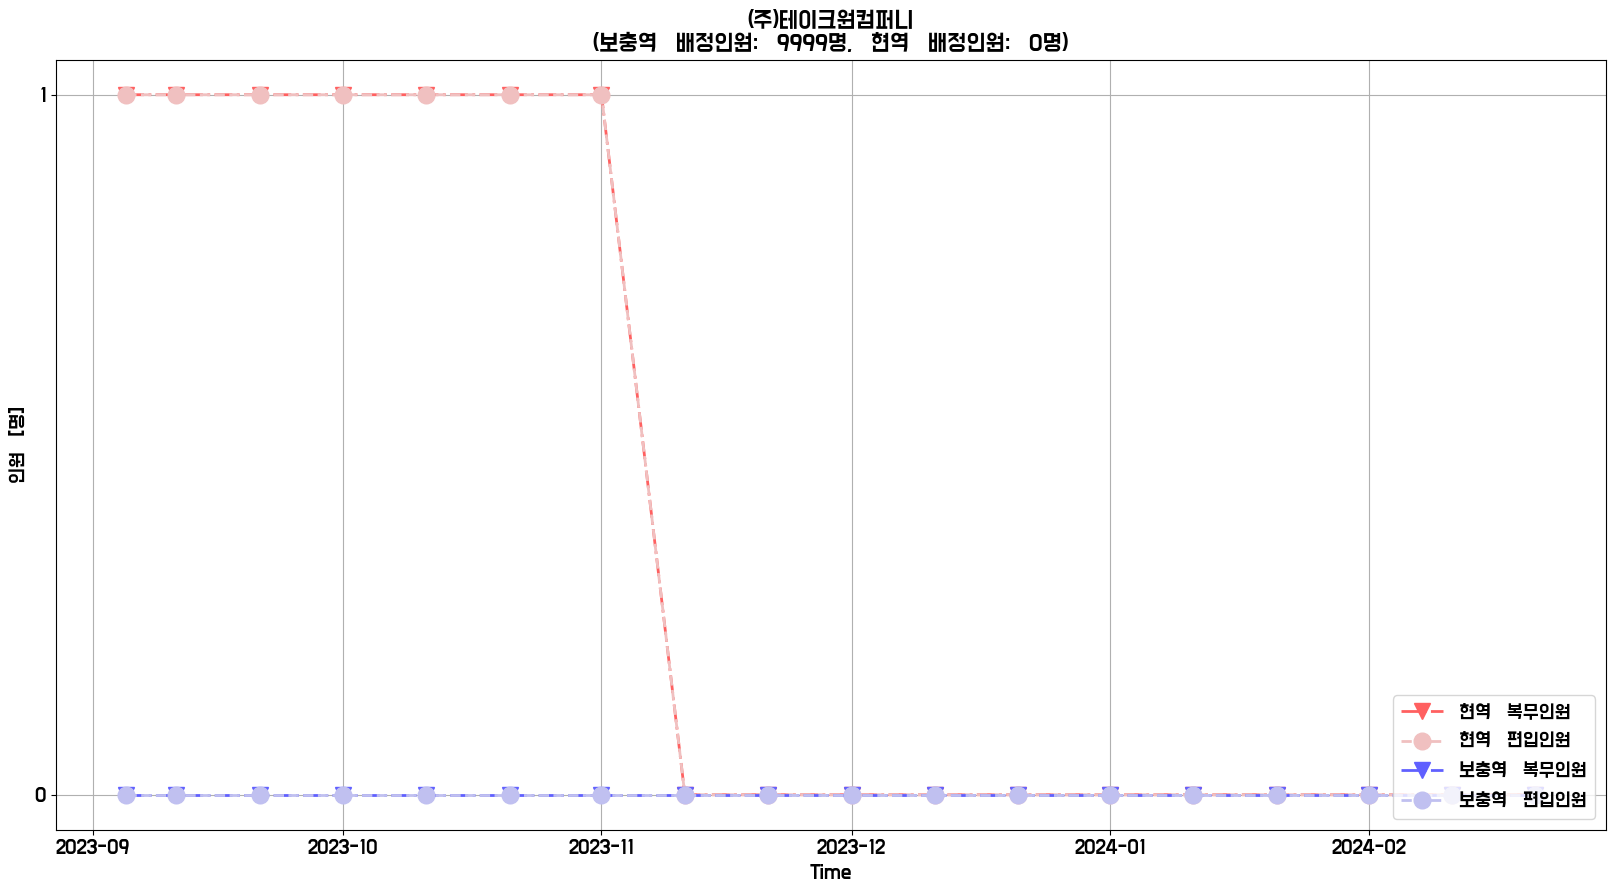 (주)테이크원컴퍼니
(보충역 배정인원: 9999명, 현역 배정인원: 0명)
1
인원 [명]
0
현역 복무인원
현역 편입인원
보충역 복무인원
보충역 편입인원
2023-09 2023-10 2023-11 2023-12 2024-01 2024-02
Time